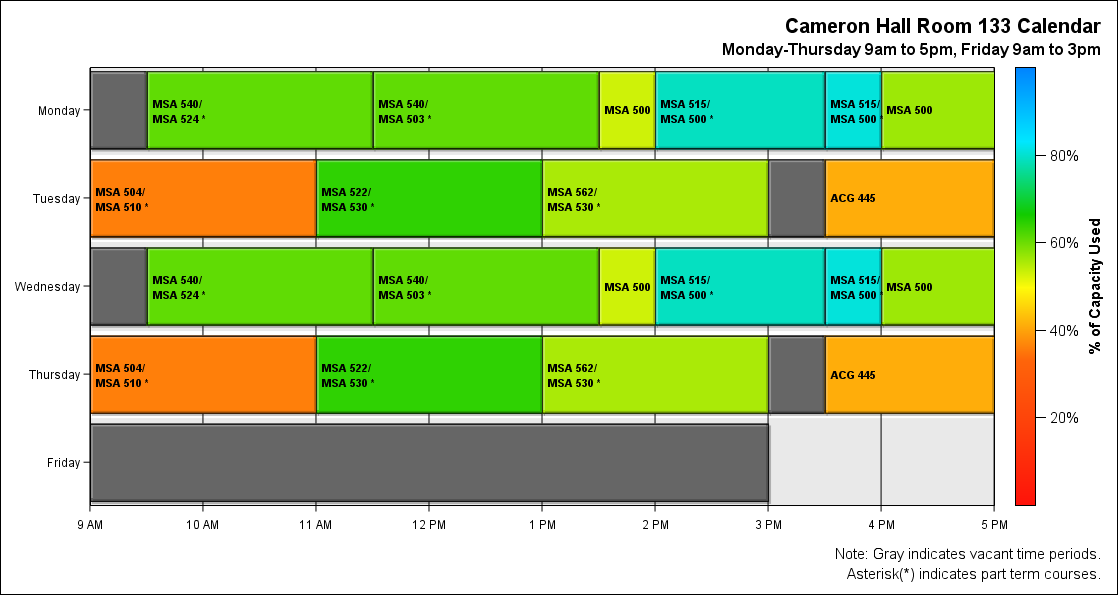 Cameron Hall Room 133 Calendar
Monday-Thursday 9am to 5pm, Friday 9am to 3pm
Monday
MSA 540/
MSA 524 *
MSA 540/
MSA 503 *
MSA 500
MSA 515/
MSA 500 *
MSA 515/
MSA 500 *
MSA 500
Tuesday
MSA 504/
MSA 510 *
MSA 522/
MSA 530 *
MSA 562/
MSA 530 *
ACG 445
Wednesday
MSA 540/
MSA 524 *
MSA 540/
MSA 503 *
MSA 500
MSA 515/
MSA 500 *
MSA 515/
MSA 500 *
MSA 500
Thursday
MSA 504/
MSA 510 *
MSA 522/
MSA 530 *
MSA 562/
MSA 530 *
ACG 445
Friday
9 AM 10 AM 11 AM 12 PM 1 PM 2 PM 3 PM 4 PM 5 PM
80%
60%
40%
20%
% of Capacity Used
Note: Gray indicates vacant time periods.
Asterisk(*) indicates part term courses.